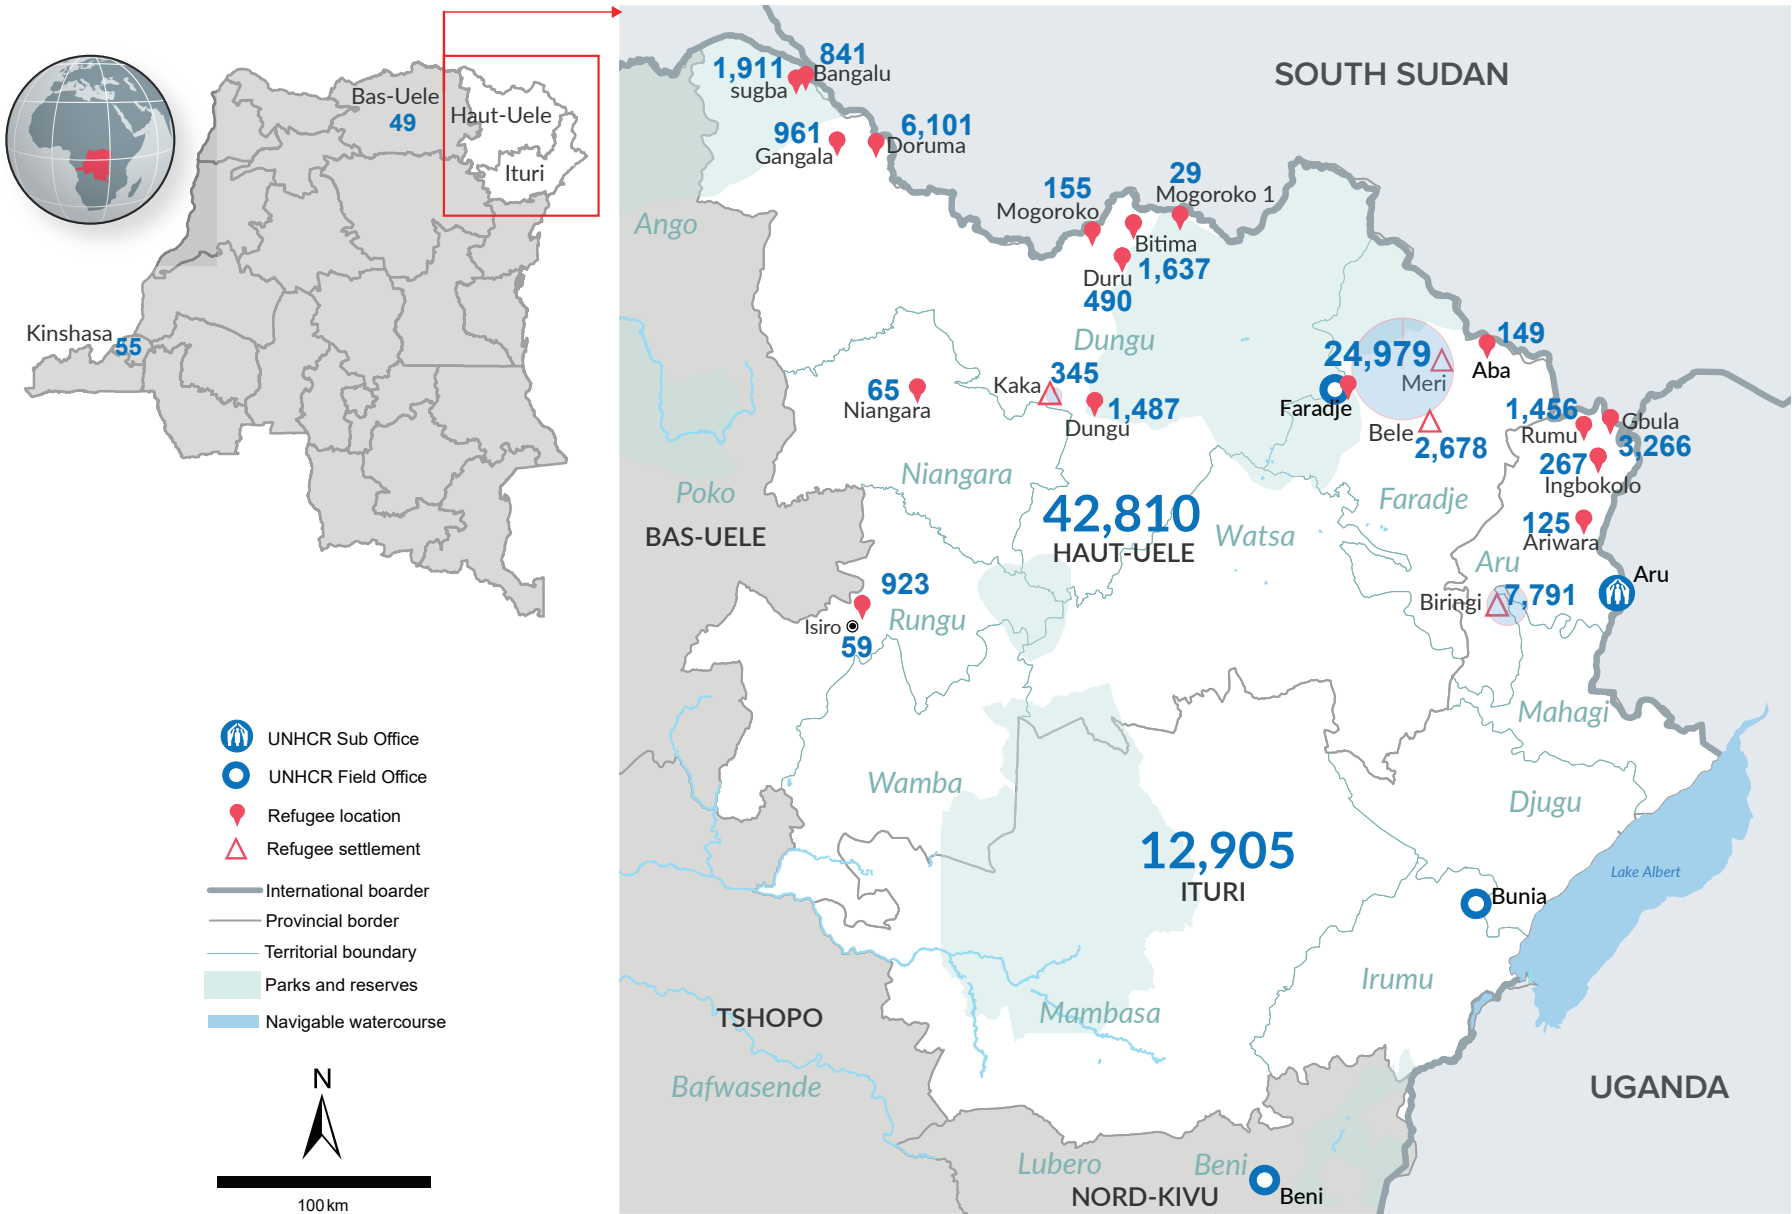 SOUTH SUDAN
841
Bangalu
1,911
sugba
Bas-Uele
49
Haut-Uele
Ituri
961
Gangala
6,101
Doruma
155
Mogoroko
29
Mogoroko 1
Ango
Bitima
1,637
Duru
490
Kinshasa
55
Dungu
24,979
Meri
149
Aba
65
Niangara
Kaka
345
1,487
Dungu
Faradje
Bele
2,678
1,456
Rumu
Gbula
3,266
267
Ingbokolo
Niangara
Poko
Faradje
42,810
HAUT-UELE
BAS-UELE
Watsa
125
Ariwara
Aru
Aru
Biringi
7,791
923
Isiro
59
Rungu
Mahagi
UNHCR Sub Office
UNHCR Field Office
Refugee location
Refugee settlement
International boarder
Provincial border
Territorial boundary
Parks and reserves
Navigable watercourse
Wamba
Djugu
12,905
ITURI
Lake Albert
Bunia
Irumu
TSHOPO
Mambasa
Bafwasende
UGANDA
N
100 km
Lubero
Beni
NORD-KIVU
Beni